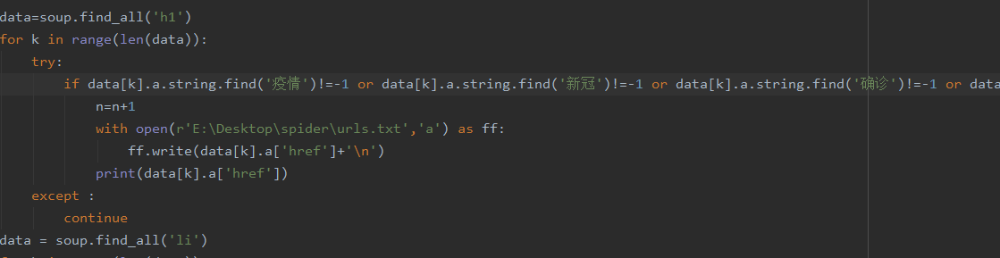 data=soup.find_all('h1')
for k in range(len(data)):
    try:
        if data[k].a.string.find('疫情')!=-1 or data[k].a.string.find('新冠')!=-1 or data[k].a.string.find('确诊')!=-1 or data
            n=n+1
            with open(r'E:\Desktop\spider\urls.txt','a') as ff:
                ff.write(data[k].a['href']+'\n')
            print(data[k].a['href'])
    except :
        continue
data = soup.find_all('li')